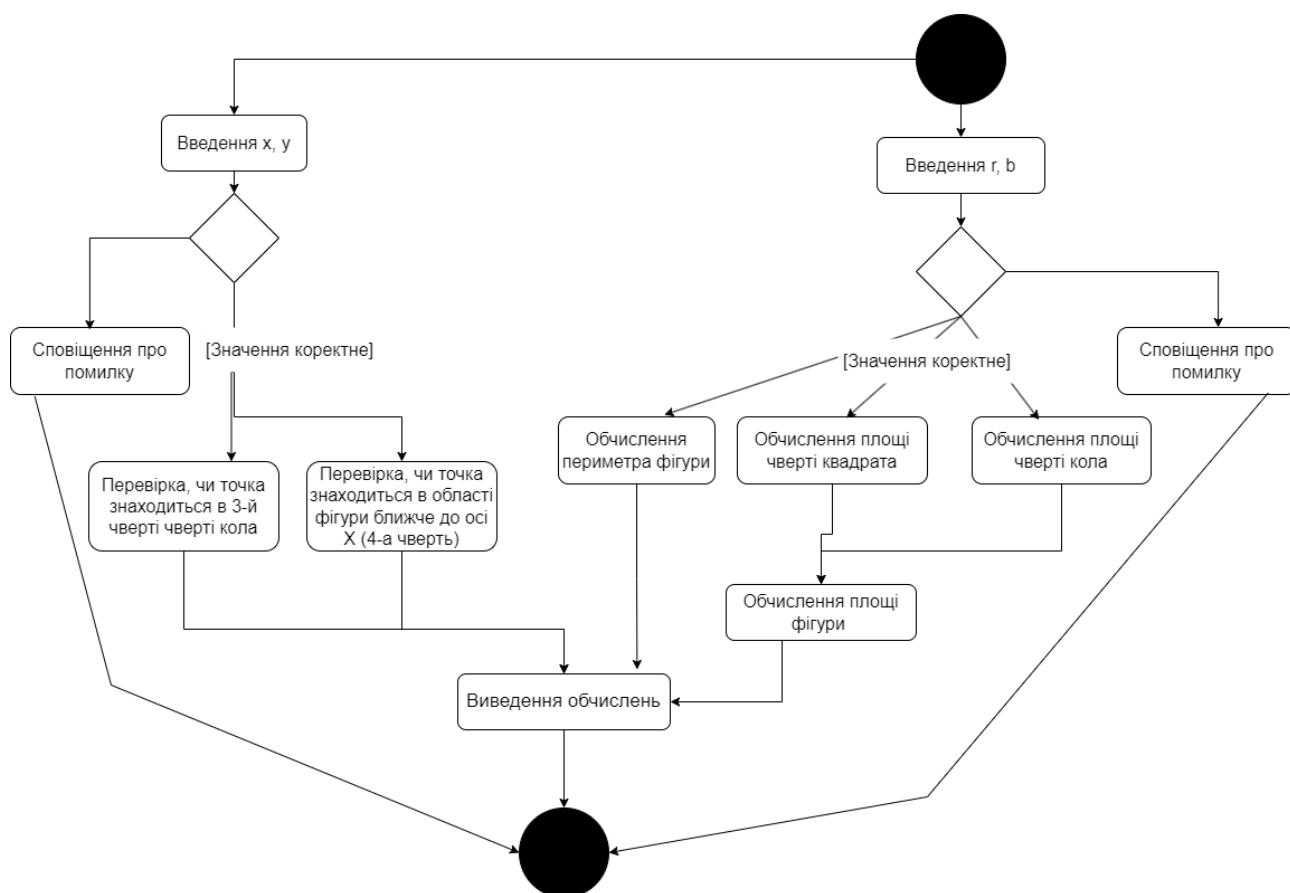 Введення x, y
Введення r, b
Сповіщення про
помилку
[Значення коректне]
[Значення коректне]
Сповіщення про
помилку
Обчислення
периметра фігури
Обчислення площі
чверті квадрата
Обчислення площі
чверті кола
Перевірка, чи точка
знаходиться в 3-й
чверті чверті кола
Перевірка, чи точка
знаходиться в області
фігури ближче до осі
X (4-а чверть)
Обчислення площі
фігури
Виведення обчислень